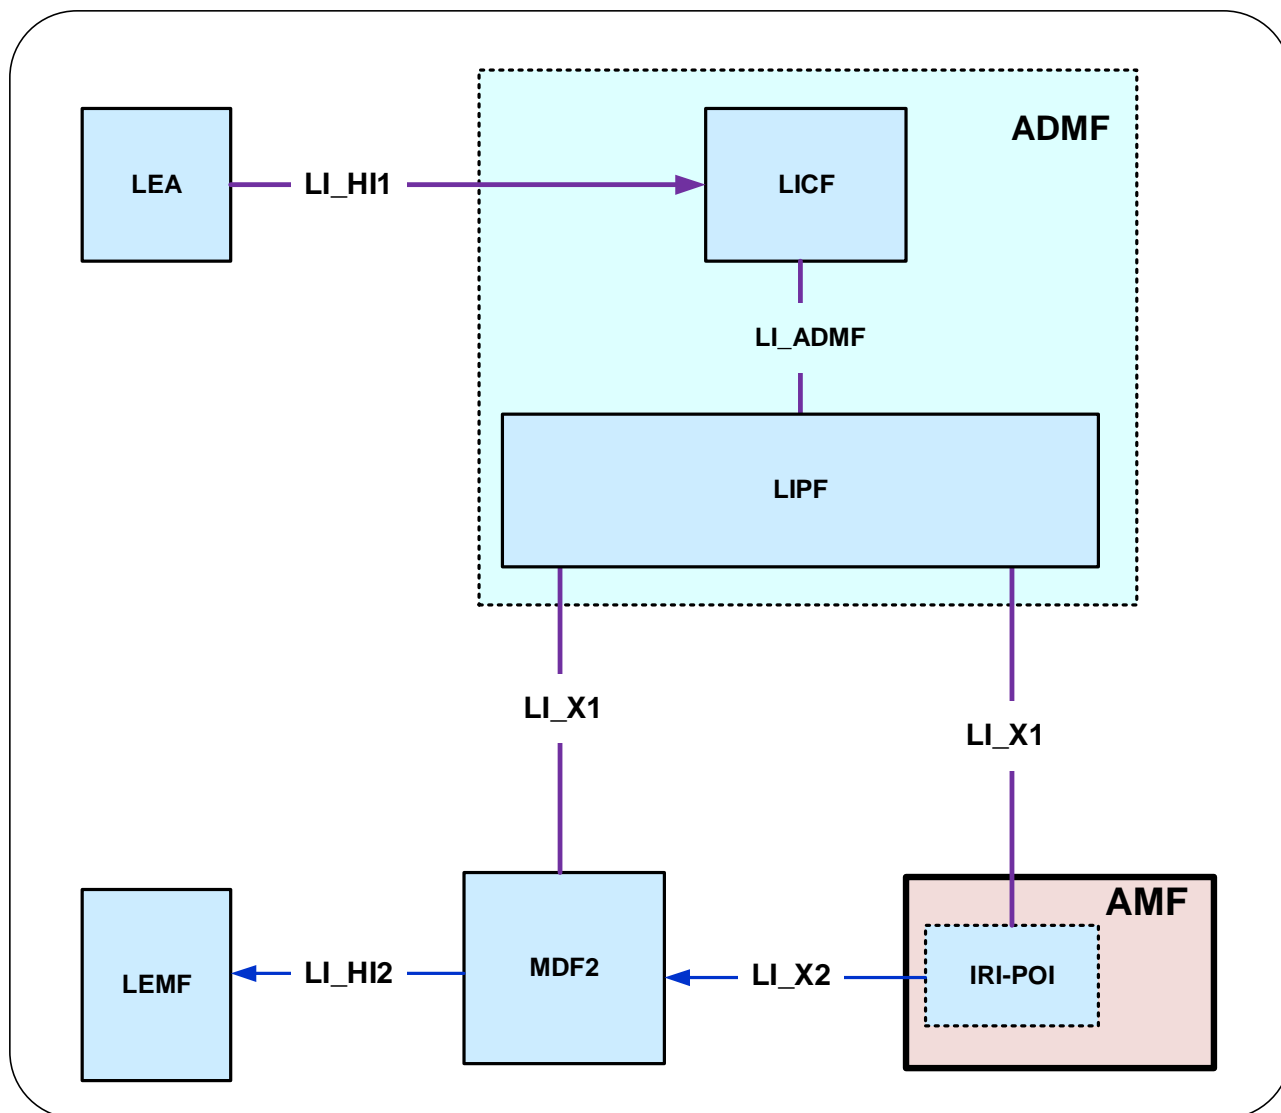 ADMF
LEA
LI_HI1
LICF
LI_ADMF
LIPF
LI_X1
LI_X1
AMF
LEMF
LI_HI2
MDF2
LI_X2
IRI-POI